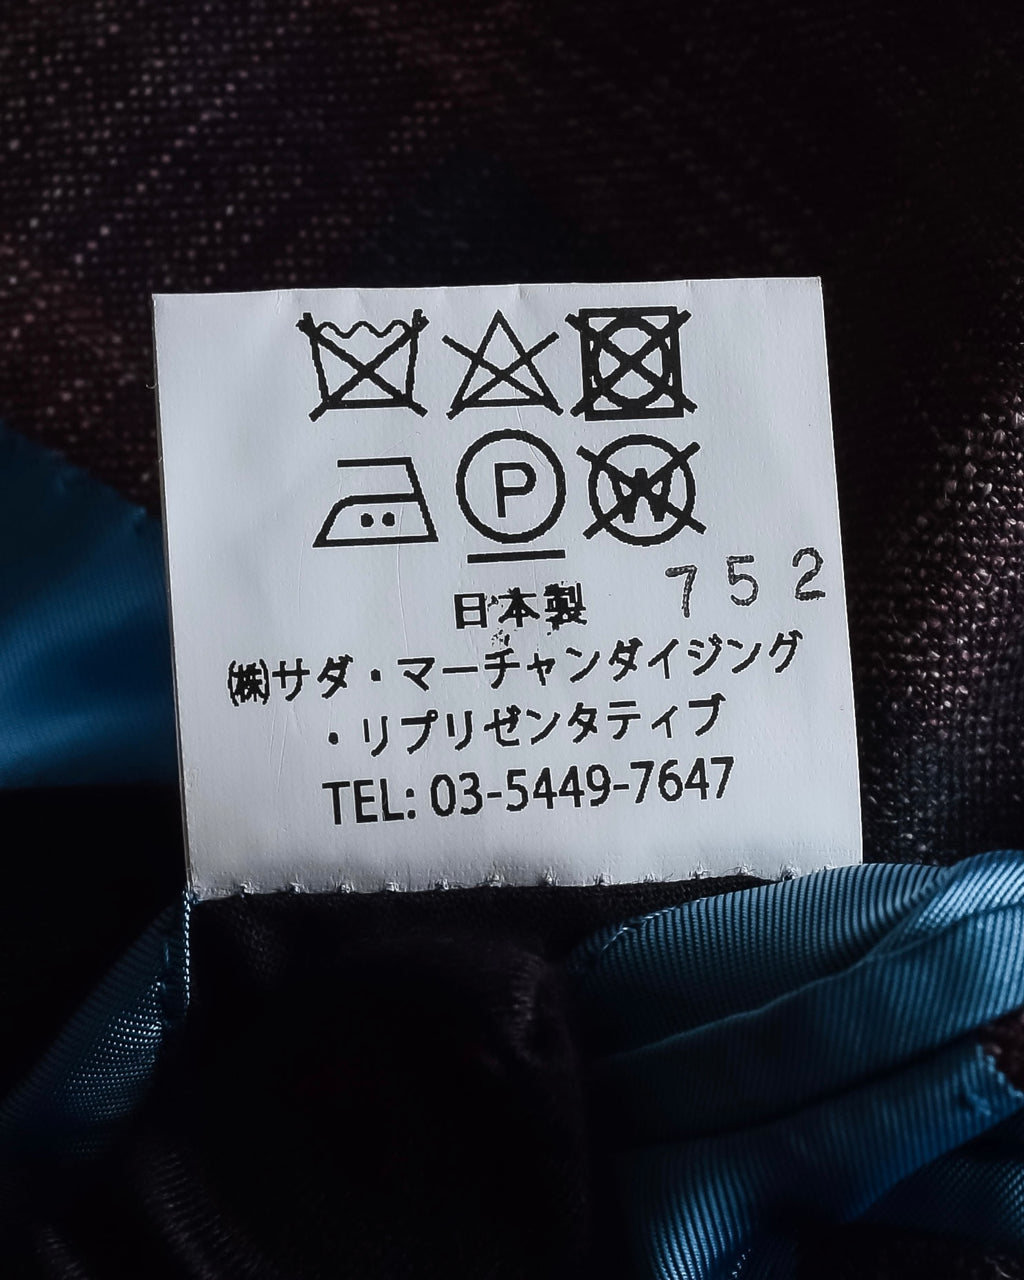 P W
日本製 752
㈱サダ・マーチャンダイジング
・リプリゼンタティブ
TEL: 03-5449-7647